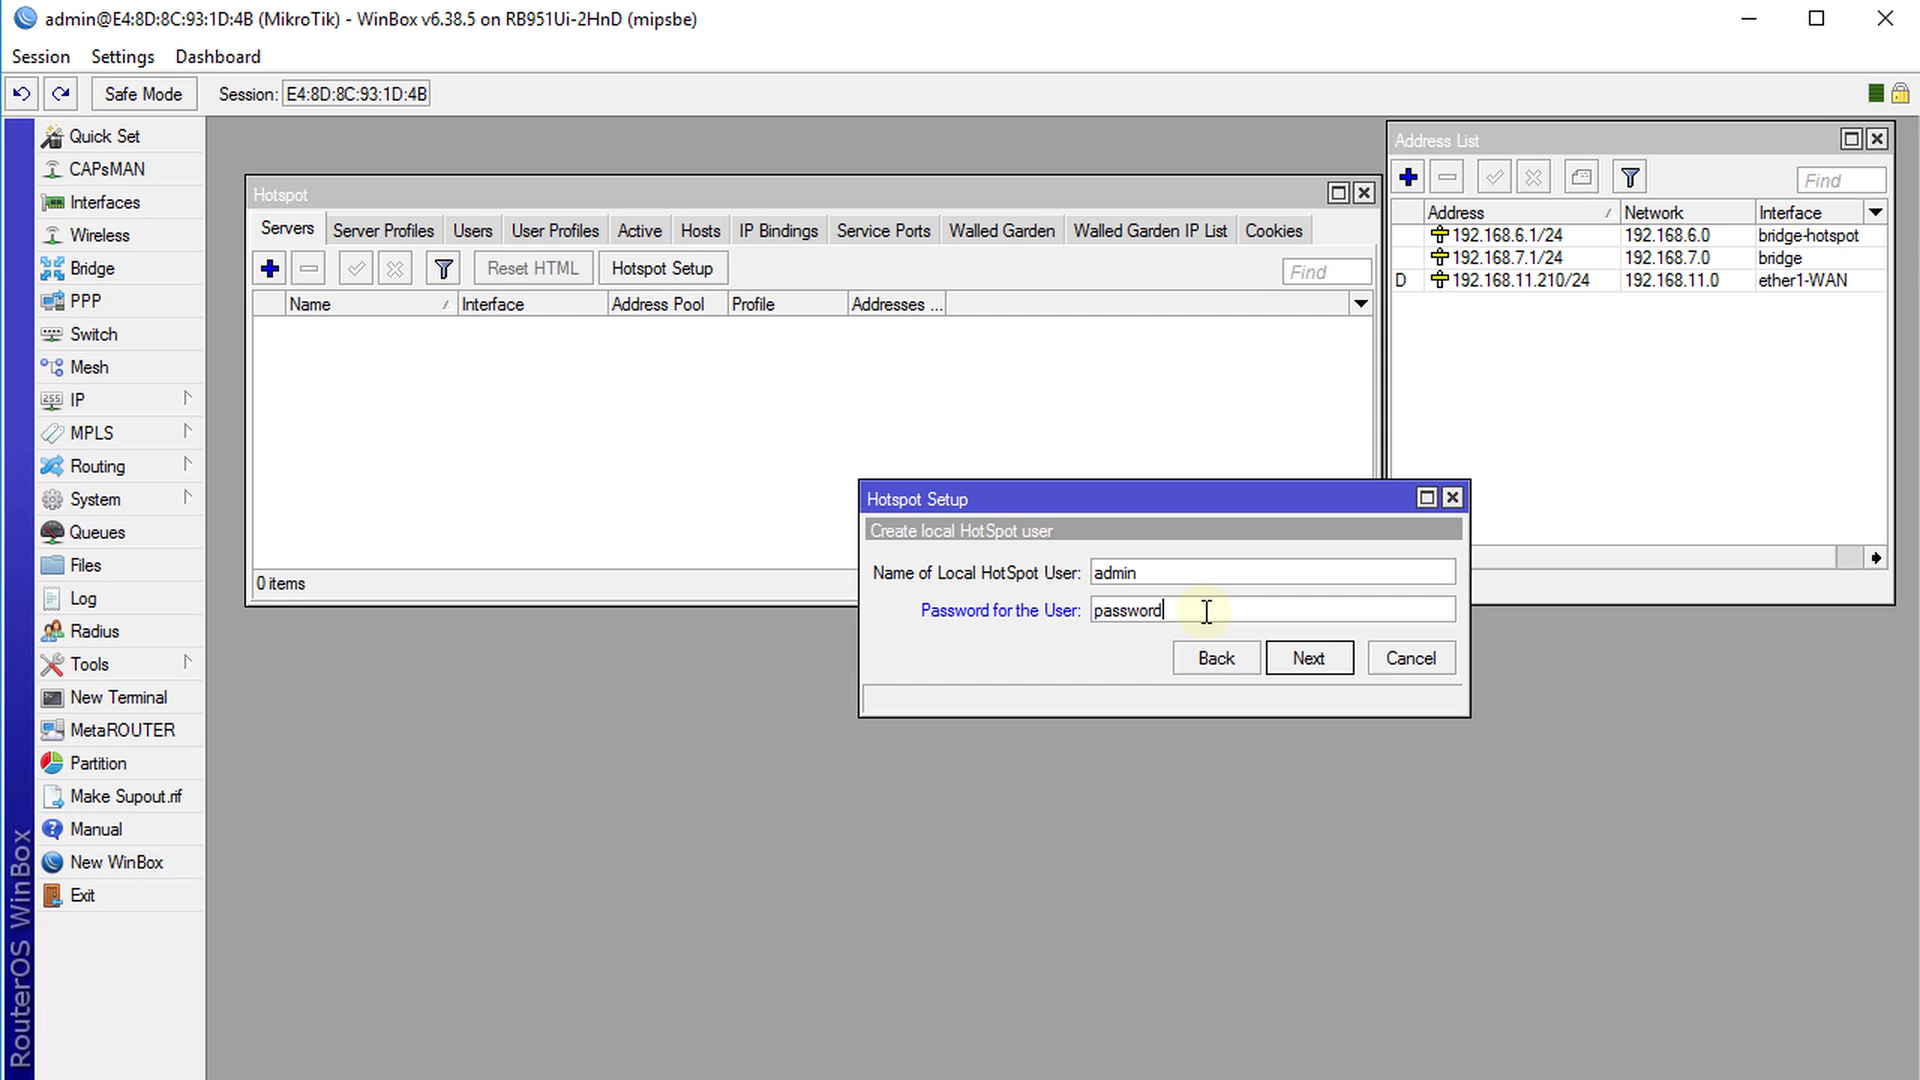 admin@E4:8D:8C:93:1D:4B (MikroTik) - WinBox v6.38.5 on RB951Ui-2HnD (mipsbe)
Session Settings Dashboard
Safe Mode Session: E4:8D:8C:93:1D:4B
Quick Set
CAPsMAN
Interfaces
Wireless
Bridge
PPP
Switch
Mesh
IP
MPLS
Routing
System
Queues
Files
Log
Radius
Tools
New Terminal
MetaROUTER
Partition
Make Supout.rif
Manual
New WinBox
Exit
RouterOS WinBox
Hotspot
Servers Server Profiles Users User Profiles Active Hosts IP Bindings Service Ports Walled Garden Walled Garden IP List Cookies
Reset HTML Hotspot Setup Find
Name Interface Address Pool Profile Addresses ...
0 items
Address List
Find
Address Network Interface
192.168.6.1/24 192.168.6.0 bridge-hotspot
192.168.7.1/24 192.168.7.0 bridge
D 192.168.11.210/24 192.168.11.0 ether1-WAN
Hotspot Setup
Create local HotSpot user
Name of Local HotSpot User: admin
Password for the User: password
Back Next Cancel